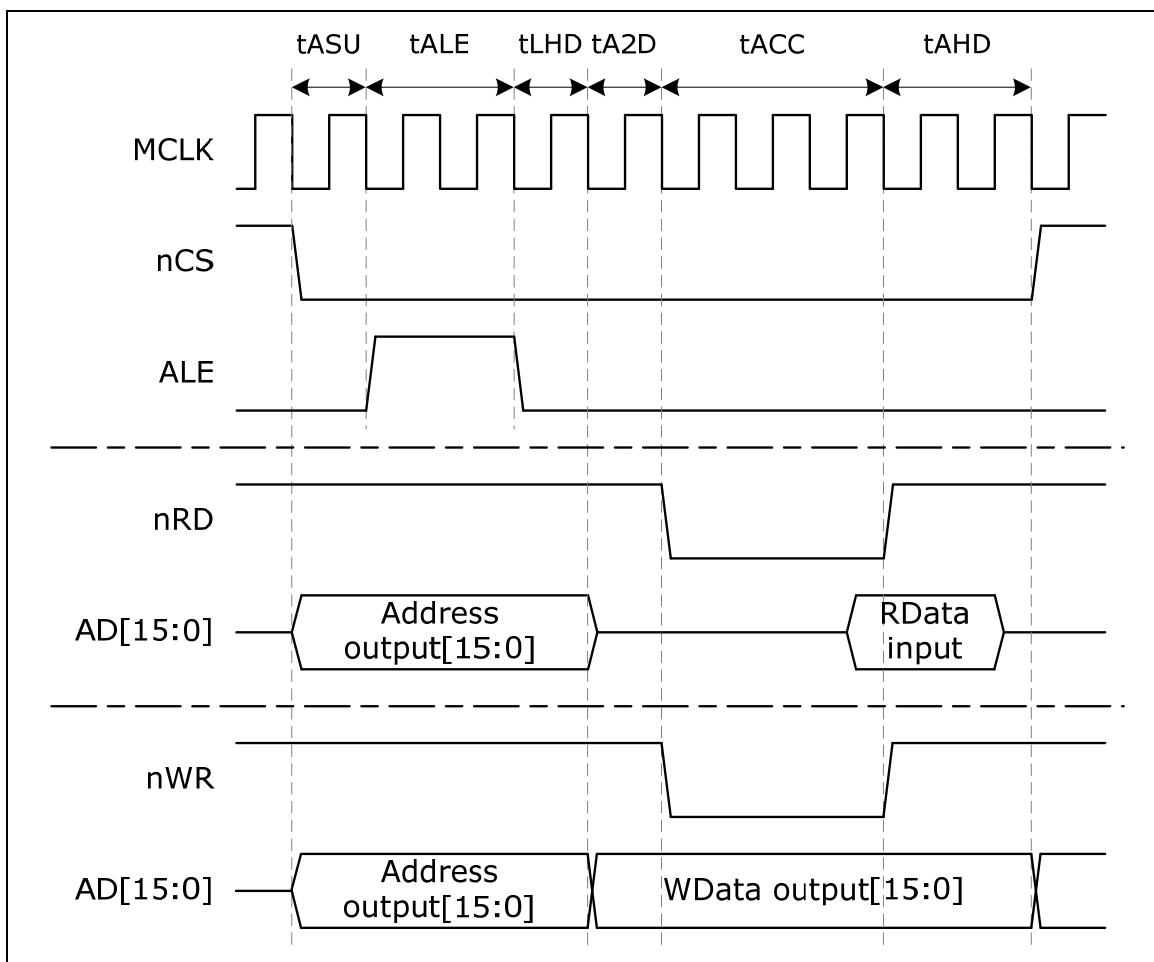 tASU tALE tLHD tA2D tACC tAHD
MCLK
nCS
ALE
nRD
AD[15:0]
Address
output[15:0]
RData
input
nWR
AD[15:0]
Address
output[15:0]
WData output[15:0]